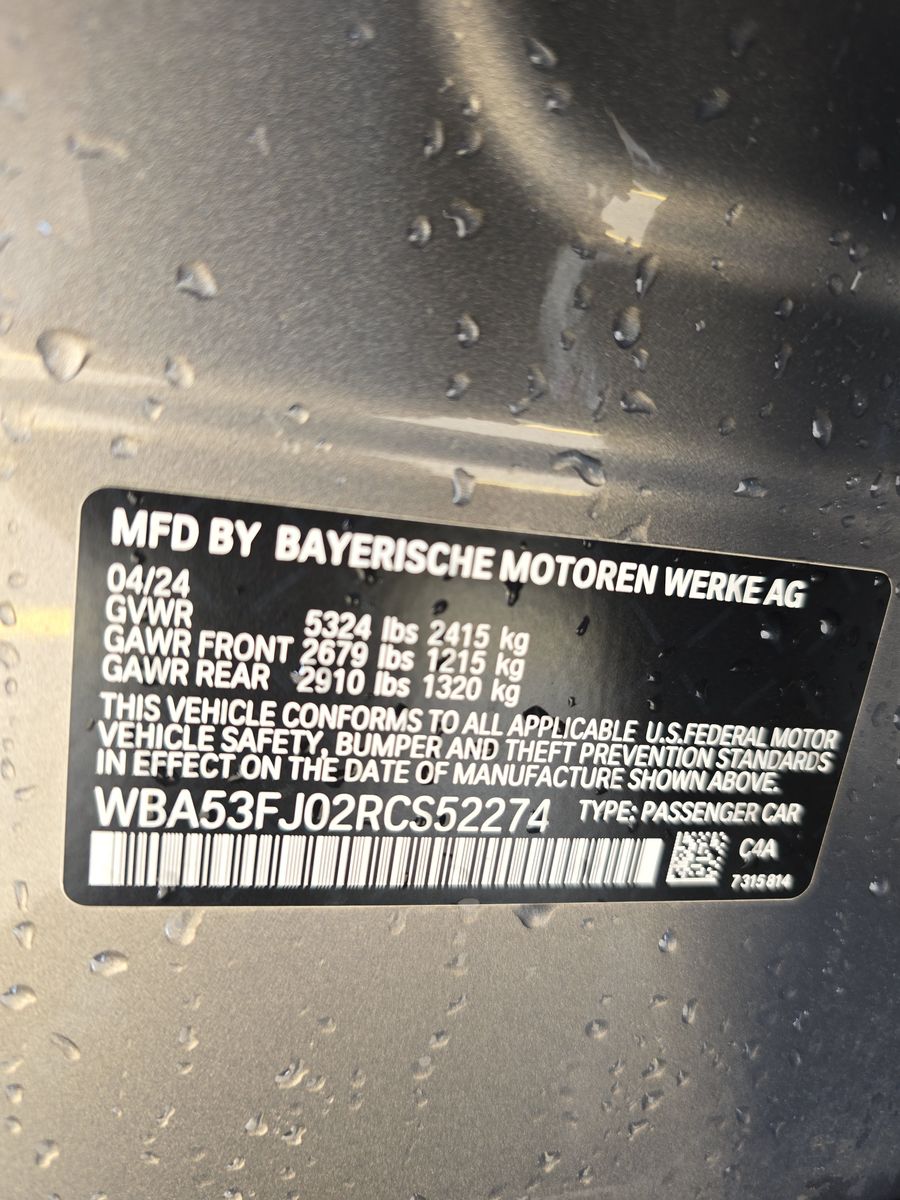 MFD BY BAYERISCHE MOTOREN WERKE AG
04/24
GVWR 5324 lbs 2415 kg
GAWR FRONT 2679 lbs 1215 kg
GAWR REAR 2910 lbs 1320 kg
THIS VEHICLE CONFORMS TO ALL APPLICABLE U.S.FEDERAL MOTOR
VEHICLE SAFETY, BUMPER AND THEFT PREVENTION STANDARDS
IN EFFECT ON THE DATE OF MANUFACTURE SHOWN ABOVE.
WBA53FJ02RCS52274 TYPE: PASSENGER CAR
C4A
7315814